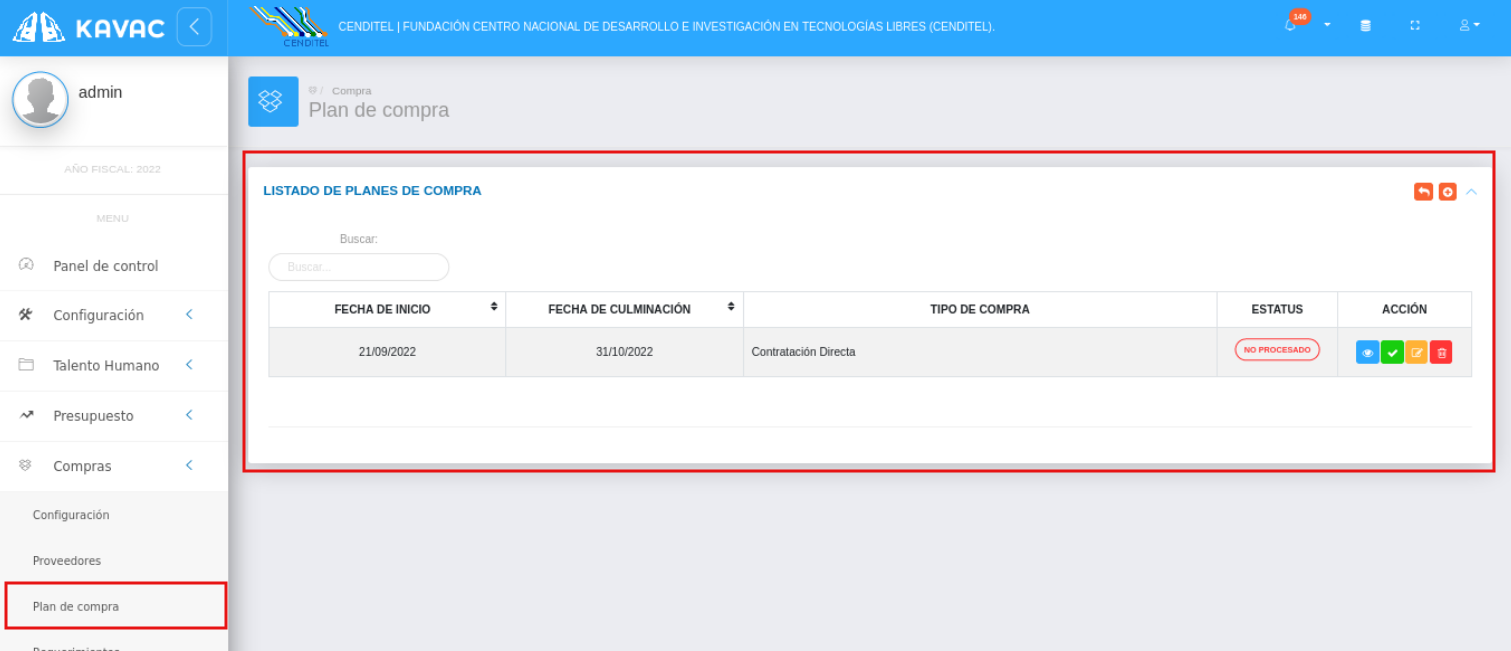 KAVAC
CENDITEL
CENDITEL | FUNDACIÓN CENTRO NACIONAL DE DESARROLLO E INVESTIGACIÓN EN TECNOLOGÍAS LIBRES (CENDITEL).
146
admin
AÑO FISCAL: 2022
MENU
Panel de control
Configuración
Talento Humano
Presupuesto
Compras
Configuración
Proveedores
Plan de compra
Requerimientos
/ Compra
Plan de compra
LISTADO DE PLANES DE COMPRA
Buscar:
Buscar...
FECHA DE INICIO FECHA DE CULMINACIÓN TIPO DE COMPRA ESTATUS ACCIÓN
21/09/2022 31/10/2022 Contratación Directa NO PROCESADO